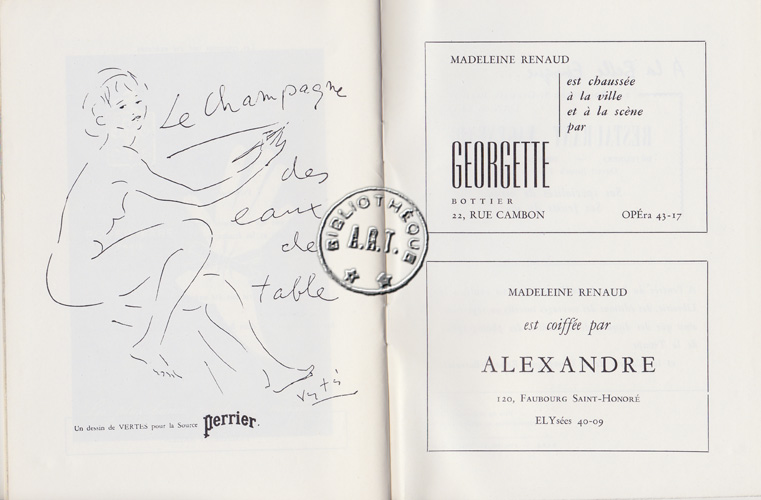 Le Champagne
des
eaux
de
table
Vertès
Un dessin de VERTES pour la Source Perrier.
BIBLIOTHÈQUE
A.R.T.
MADELEINE RENAUD
est chaussée
à la ville
et à la scène
par
GEORGETTE
BOTTIER
22, RUE CAMBON OPÉra 43-17
MADELEINE RENAUD
est coiffée par
ALEXANDRE
120, FAUBOURG SAINT-HONORÉ
ELYsées 40-09